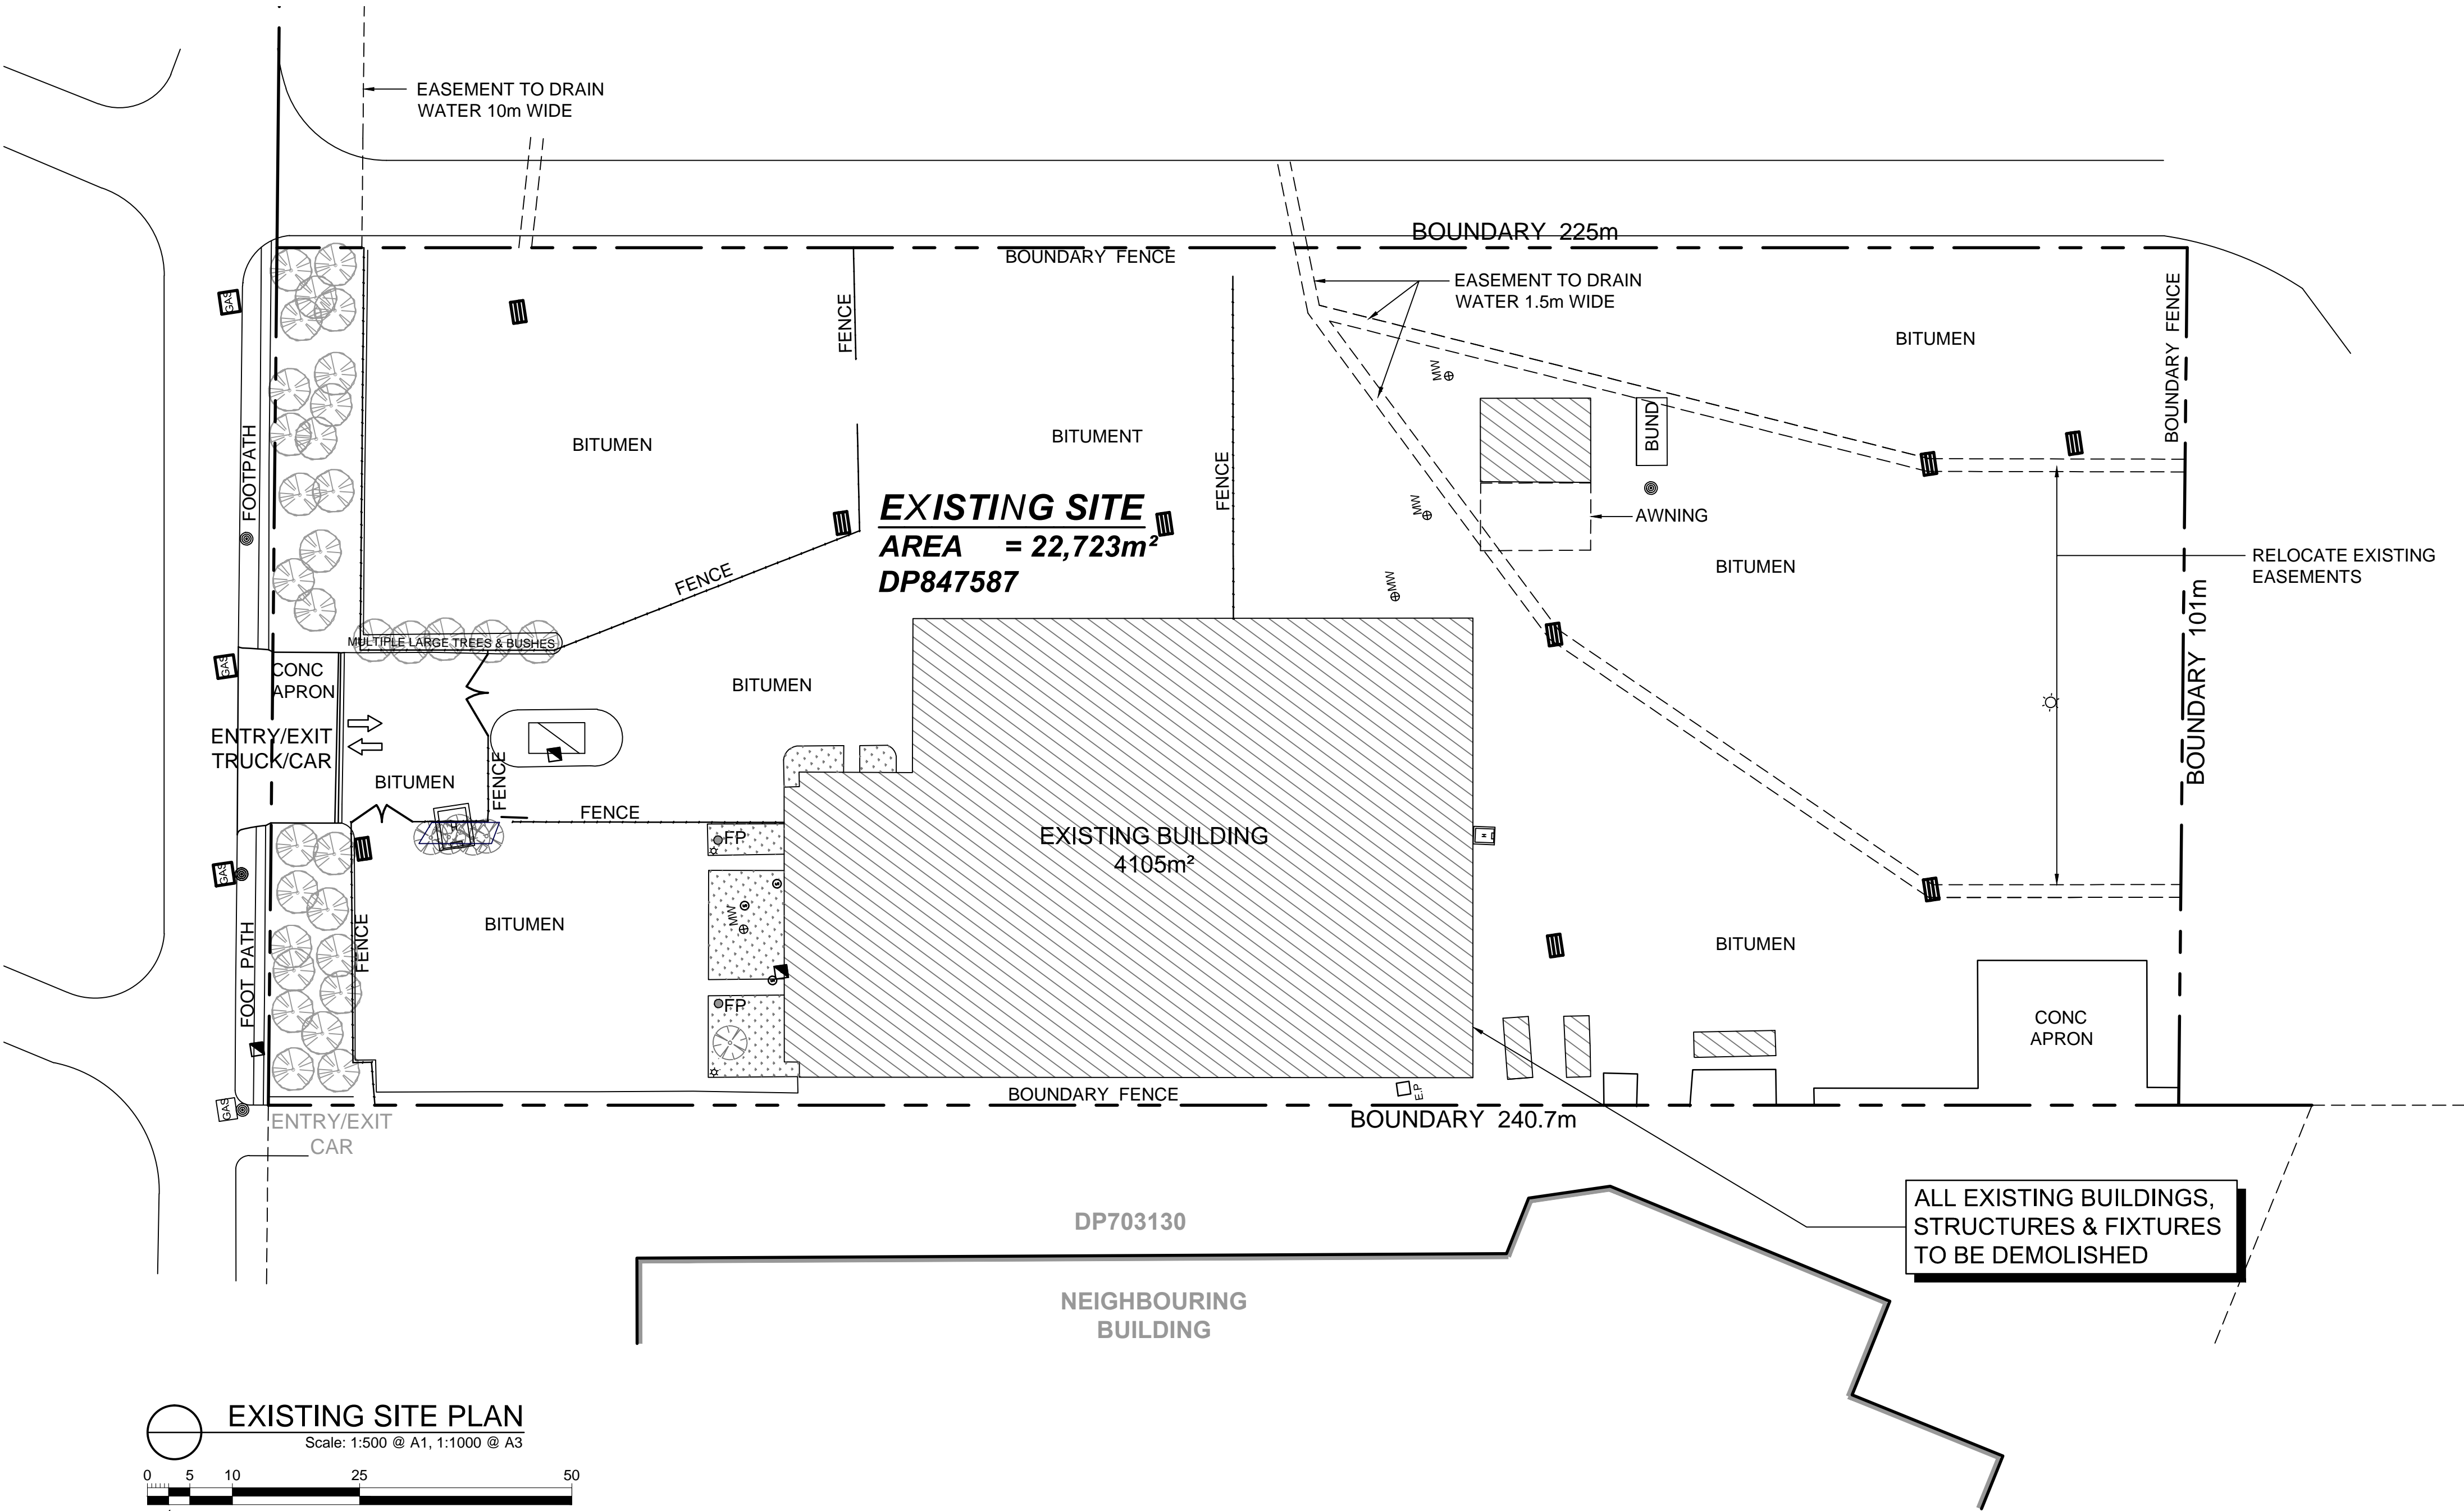 EASEMENT TO DRAIN
WATER 10m WIDE
BOUNDARY 225m
BOUNDARY FENCE
EASEMENT TO DRAIN
WATER 1.5m WIDE
GAS
FENCE
BOUNDARY FENCE
BITUMEN
MW
BITUMEN
BITUMENT
BUND
FOOTPATH
FENCE
EXISTING SITE
AREA = 22,723m²
DP847587
MW
AWNING
RELOCATE EXISTING
EASEMENTS
BITUMEN
FENCE
MW
MULTIPLE LARGE TREES & BUSHES
GAS
CONC
APRON
BITUMEN
BOUNDARY 101m
ENTRY/EXIT
TRUCK/CAR
BITUMEN
FENCE
FENCE
H
FP
EXISTING BUILDING
4105m²
H
GAS
MW
BITUMEN
FENCE
FOOT PATH
BITUMEN
FP
CONC
APRON
GAS
BOUNDARY FENCE
E.P
BOUNDARY 240.7m
ENTRY/EXIT
CAR
ALL EXISTING BUILDINGS,
STRUCTURES & FIXTURES
TO BE DEMOLISHED
DP703130
NEIGHBOURING
BUILDING
EXISTING SITE PLAN
Scale: 1:500 @ A1, 1:1000 @ A3
0 5 10 25 50